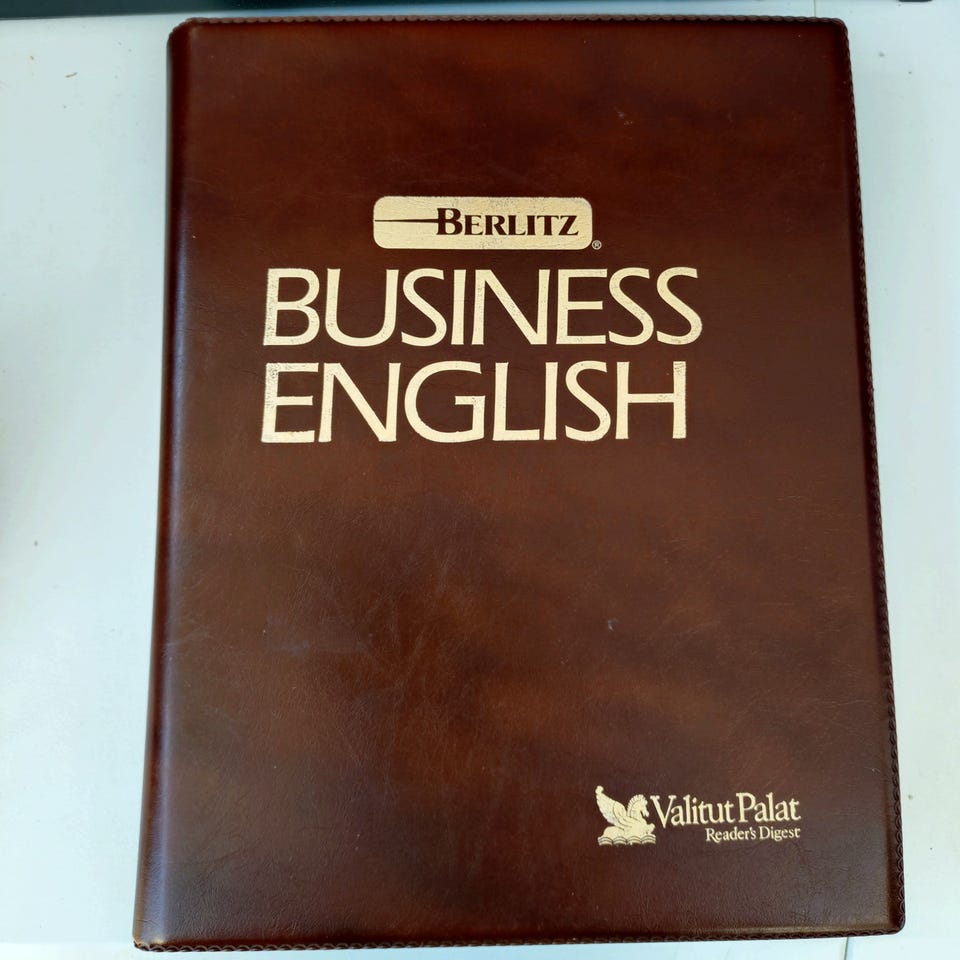 BERLITZ®
BUSINESS
ENGLISH
Valitut Palat
Reader's Digest